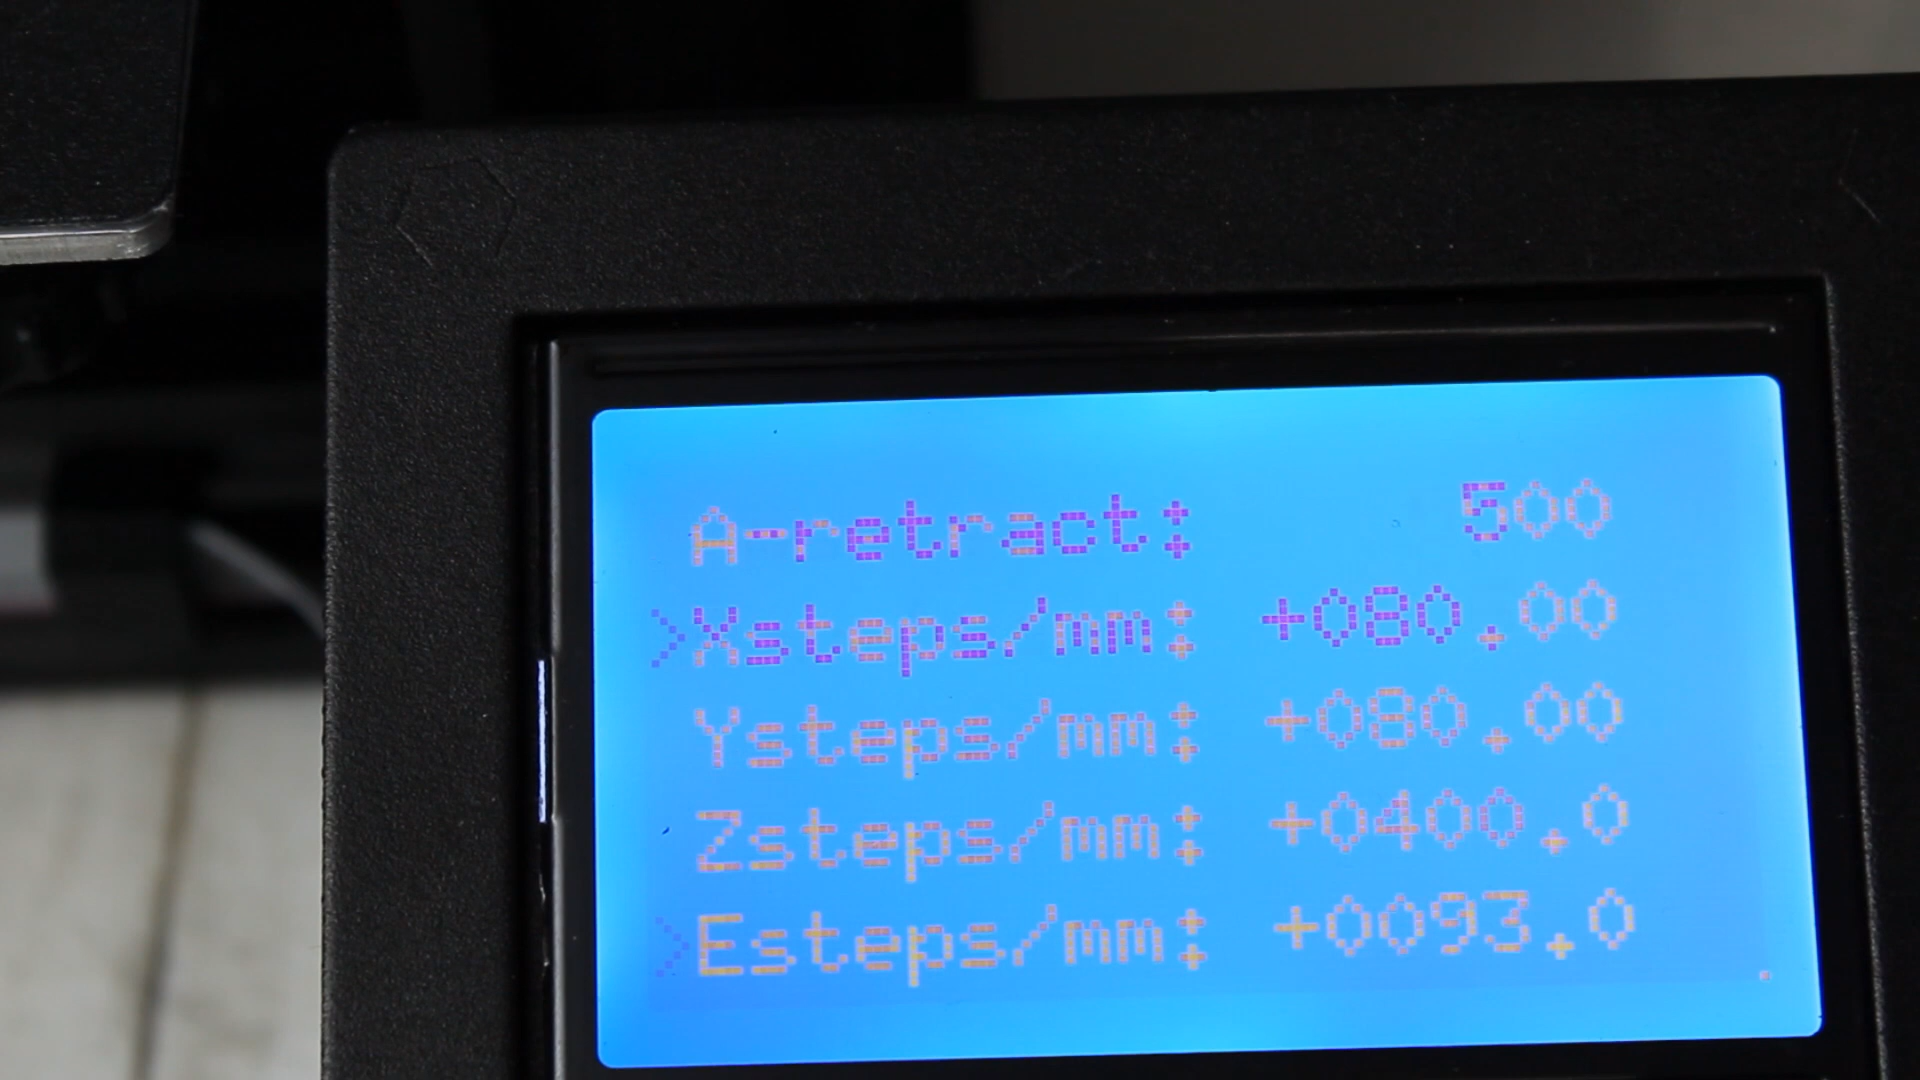 A-retract: 500
>Xsteps/mm: +080.00
Ysteps/mm: +080.00
Zsteps/mm: +0400.0
>Esteps/mm: +0093.0